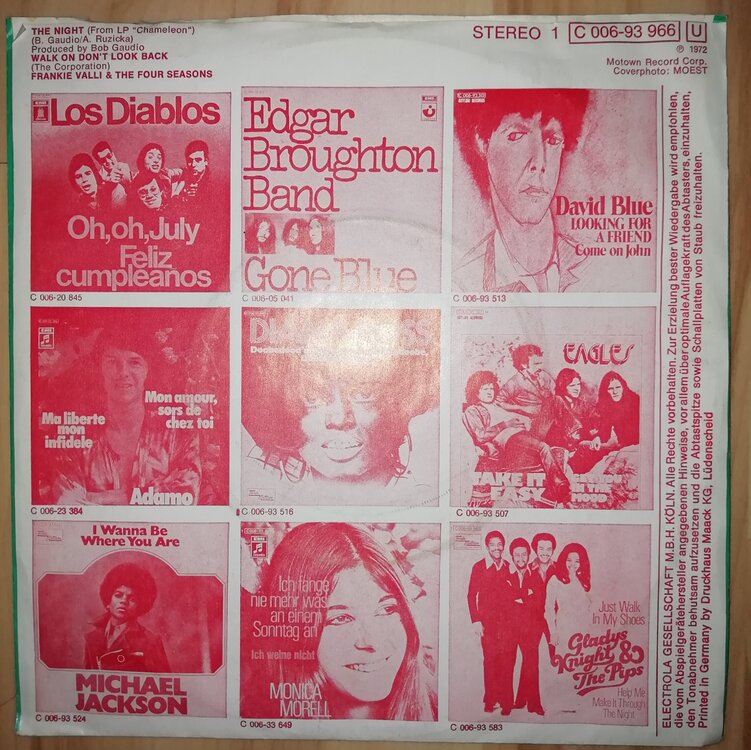 THE NIGHT (From LP "Chameleon")
(B. Gaudio/A. Ruzicka)
Produced by Bob Gaudio
WALK ON DON'T LOOK BACK
(The Corporation)
FRANKIE VALLI & THE FOUR SEASONS
STEREO 1 C 006-93 966 U
Ⓟ 1972
Motown Record Corp.
Coverphoto: MOEST
EMI
Los Diablos
Oh, oh, July
Feliz
cumpleanos
C 006-20 845
EMI
Edgar
Broughton
Band
Gone Blue
C 006-05 041
David Blue
LOOKING FOR
A FRIEND
Come on John
C 006-93 513
EMI
Mon amour,
sors de
chez toi
Ma liberte
mon
infidele
Adamo
C 006-23 384
C 006-93 516
EAGLES
TAKE IT
EASY
IN THE
MOOD
C 006-93 507
I Wanna Be
Where You Are
MICHAEL
JACKSON
C 006-93 524
EMI
Ich fange
nie mehr was
an einem
Sonntag an
Ich weine nicht
MONICA
MORELL
C 006-33 649
Just Walk
In My Shoes
Gladys
Knight &
The Pips
Help Me
Make It Through
The Night
C 006-93 583
ELECTROLA GESELLSCHAFT M.B.H. KÖLN. Alle Rechte vorbehalten. Zur Erzielung bester Wiedergabe wird empfohlen,
die vom Abspielgerätehersteller angegebenen Hinweise, vor allem über optimale Auflagekraft des Abtasters, einzuhalten,
den Tonabnehmer behutsam aufzusetzen und die Abtastspitze sowie Schallplatten von Staub freizuhalten.
Printed in Germany by Druckhaus Maack KG, Lüdenscheid